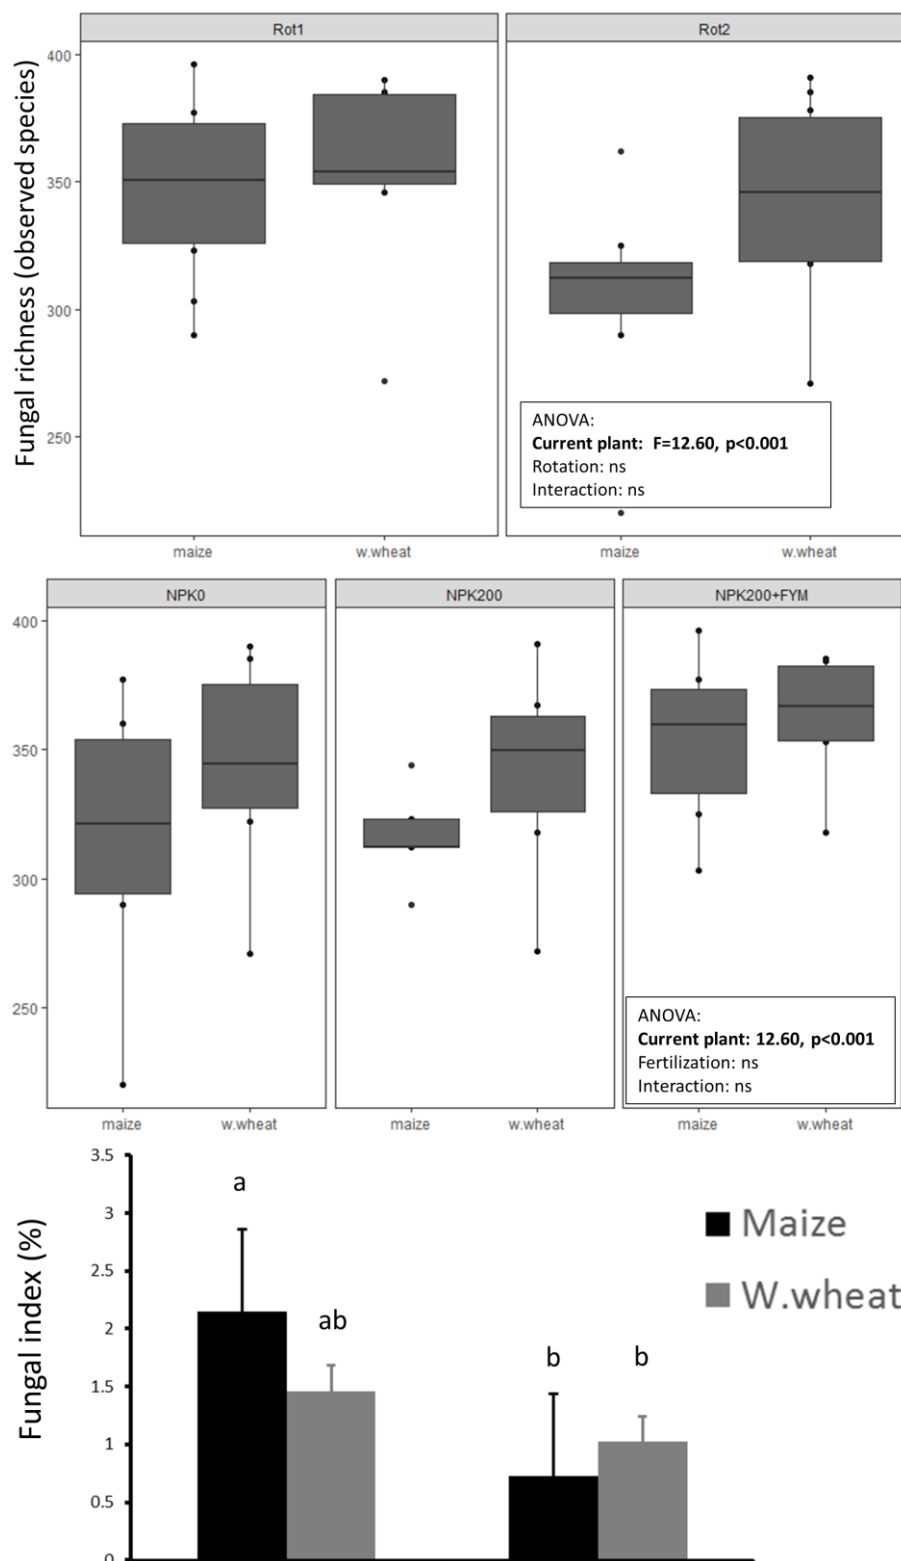 Rot1
Rot2
Fungal richness (observed species)
400
350
300
250
ANOVA:
Current plant: F=12.60, p<0.001
Rotation: ns
Interaction: ns
maize
w.wheat
maize
w.wheat
NPK0
NPK200
NPK200+FYM
400
350
300
250
ANOVA:
Current plant: 12.60, p<0.001
Fertilization: ns
Interaction: ns
maize
w.wheat
maize
w.wheat
maize
w.wheat
Fungal index (%)
3.5
3
2.5
2
1.5
1
0.5
0
a
ab
b
b
Maize
W.wheat